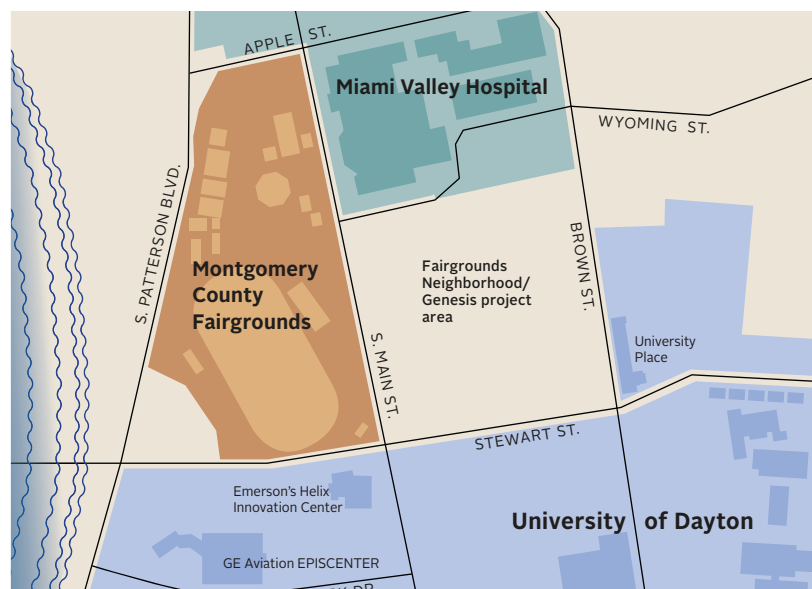 APPLE ST.
Miami Valley Hospital
WYOMING ST.
S. PATTERSON BLVD.
Montgomery
County
Fairgrounds
Fairgrounds
Neighborhood/
Genesis project
area
BROWN ST.
S. MAIN ST.
University
Place
STEWART ST.
Emerson's Helix
Innovation Center
University of Dayton
GE Aviation EPISCENTER
DR.